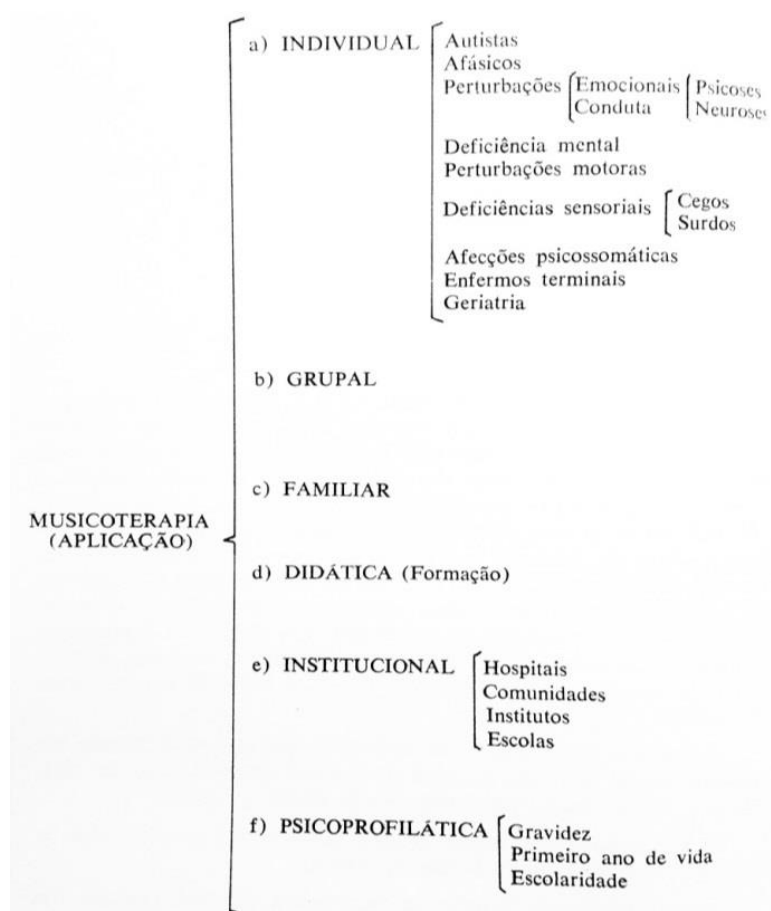 a) INDIVIDUAL
Autistas
Afásicos
Perturbações
Emocionais
Conduta
Psicoses
Neuroses
Deficiência mental
Perturbações motoras
Deficiências sensoriais
Cegos
Surdos
Afecções psicossomáticas
Enfermos terminais
Geriatria
b) GRUPAL
c) FAMILIAR
MUSICOTERAPIA
(APLICAÇÃO)
d) DIDÁTICA (Formação)
e) INSTITUCIONAL
Hospitais
Comunidades
Institutos
Escolas
f) PSICOPROFILÁTICA
Gravidez
Primeiro ano de vida
Escolaridade